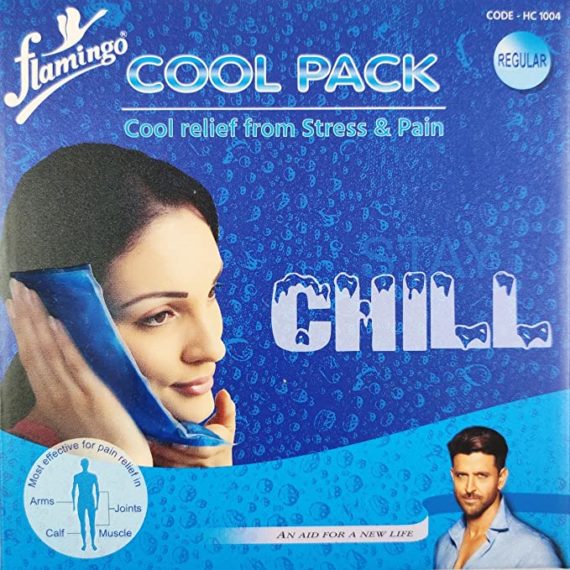 CODE - HC 1004
flamingo®
COOL PACK
REGULAR
Cool relief from Stress & Pain
STAY
CHILL
Most effective for pain relief in
Arms
Joints
Calf
Muscle
AN AID FOR A NEW LIFE